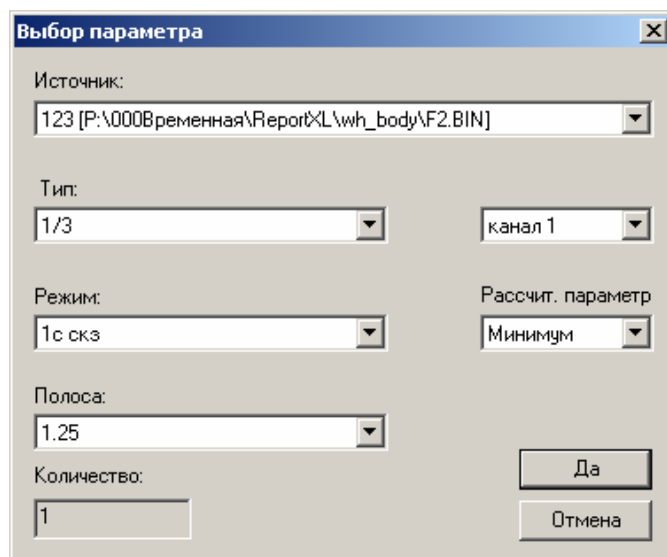 Выбор параметра
Источник:
123 [P:\000Временная\ReportXL\wh_body\F2.BIN]
Тип:
1/3
канал 1
Режим:
Рассчит. параметр
1с скз
Минимум
Полоса:
1.25
Количество:
Да
1
Отмена